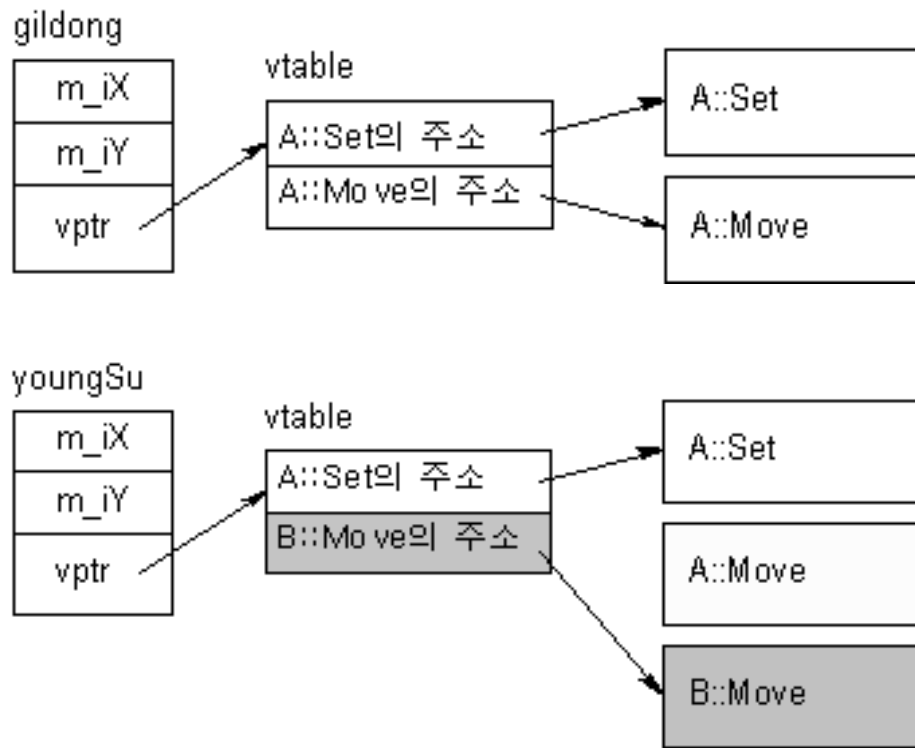 gildong
m_iX
m_iY
vptr
vtable
A::Set의 주소
A::Move의 주소
A::Set
A::Move
youngSu
m_iX
m_iY
vptr
vtable
A::Set의 주소
B::Move의 주소
A::Set
A::Move
B::Move